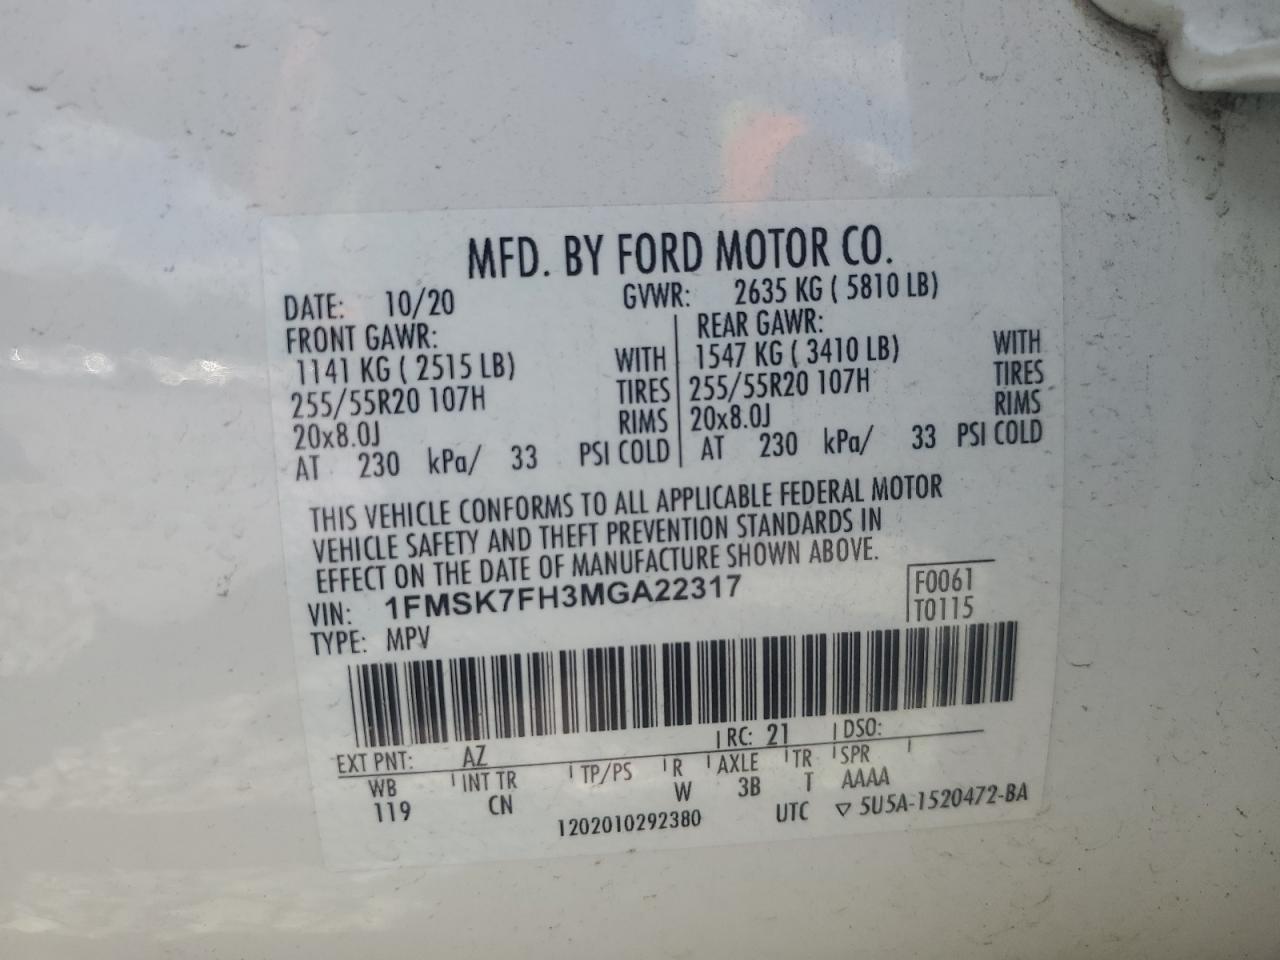 MFD. BY FORD MOTOR CO.
DATE: 10/20 GVWR: 2635 KG ( 5810 LB)
FRONT GAWR: REAR GAWR:
1141 KG ( 2515 LB) WITH 1547 KG ( 3410 LB) WITH
255/55R20 107H TIRES 255/55R20 107H TIRES
20x8.0J RIMS 20x8.0J RIMS
AT 230 kPa/ 33 PSI COLD AT 230 kPa/ 33 PSI COLD
THIS VEHICLE CONFORMS TO ALL APPLICABLE FEDERAL MOTOR
VEHICLE SAFETY AND THEFT PREVENTION STANDARDS IN
EFFECT ON THE DATE OF MANUFACTURE SHOWN ABOVE.
VIN: 1FMSK7FH3MGA22317 F0061
TYPE: MPV T0115
EXT PNT: AZ RC: 21 DSO:
WB INT TR TP/PS R AXLE TR SPR
119 CN W 3B T AAAA
1202010292380 UTC ▽ 5U5A-1520472-BA